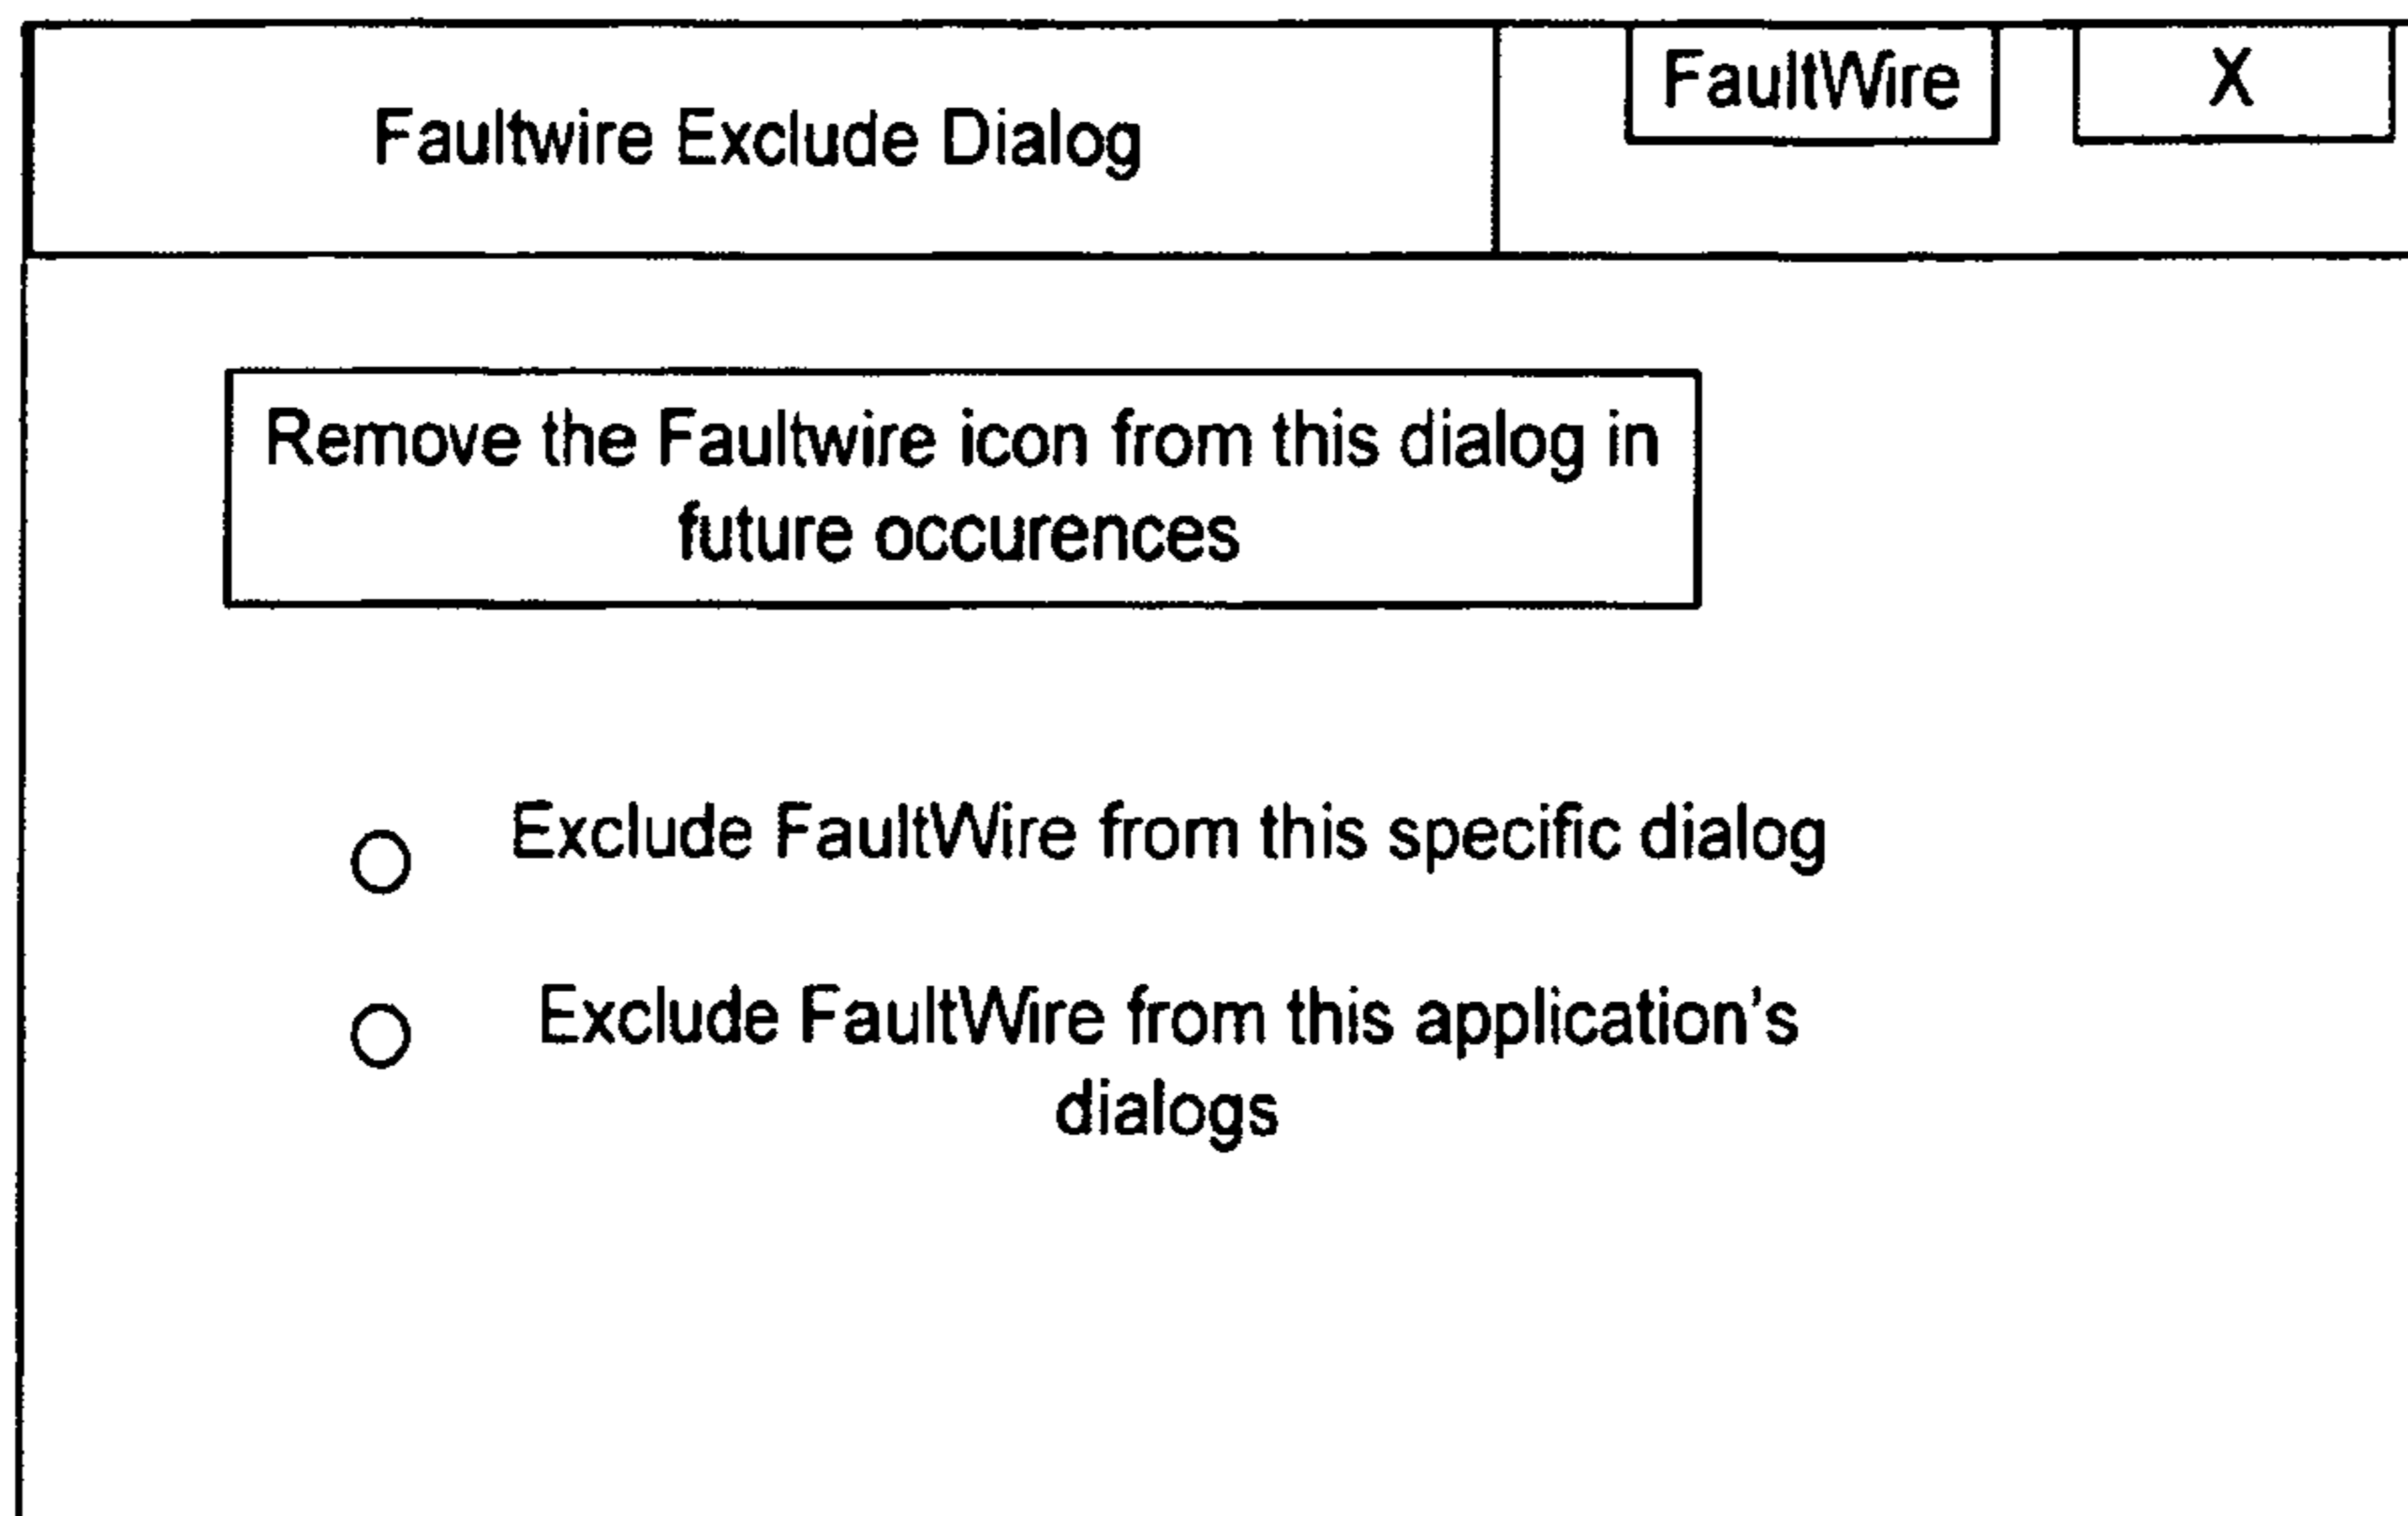 Faultwire Exclude Dialog
FaultWire
X
Remove the Faultwire icon from this dialog in
future occurences
Exclude FaultWire from this specific dialog
Exclude FaultWire from this application's
dialogs